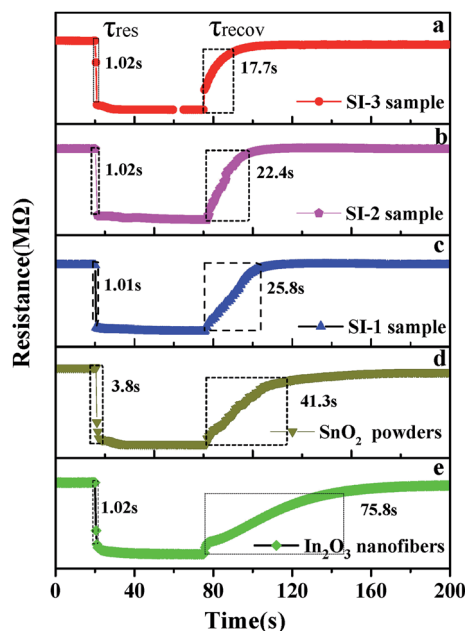 τres τrecov a
1.02s 17.7s
SI-3 sample
b
1.02s 22.4s
SI-2 sample
c
1.01s 25.8s
SI-1 sample
d
3.8s 41.3s
SnO₂ powders
e
1.02s 75.8s
In₂O₃ nanofibers
0 40 80 120 160 200
Time(s)
Resistance(MΩ)